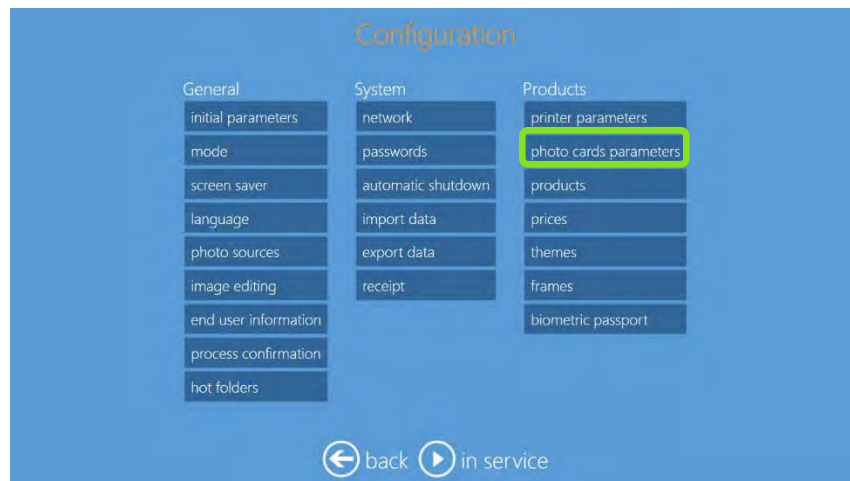 Configuration
General
initial parameters
mode
screen saver
language
photo sources
image editing
end user information
process confirmation
hot folders
System
network
passwords
automatic shutdown
import data
export data
receipt
Products
printer parameters
photo cards parameters
products
prices
themes
frames
biometric passport
back in service